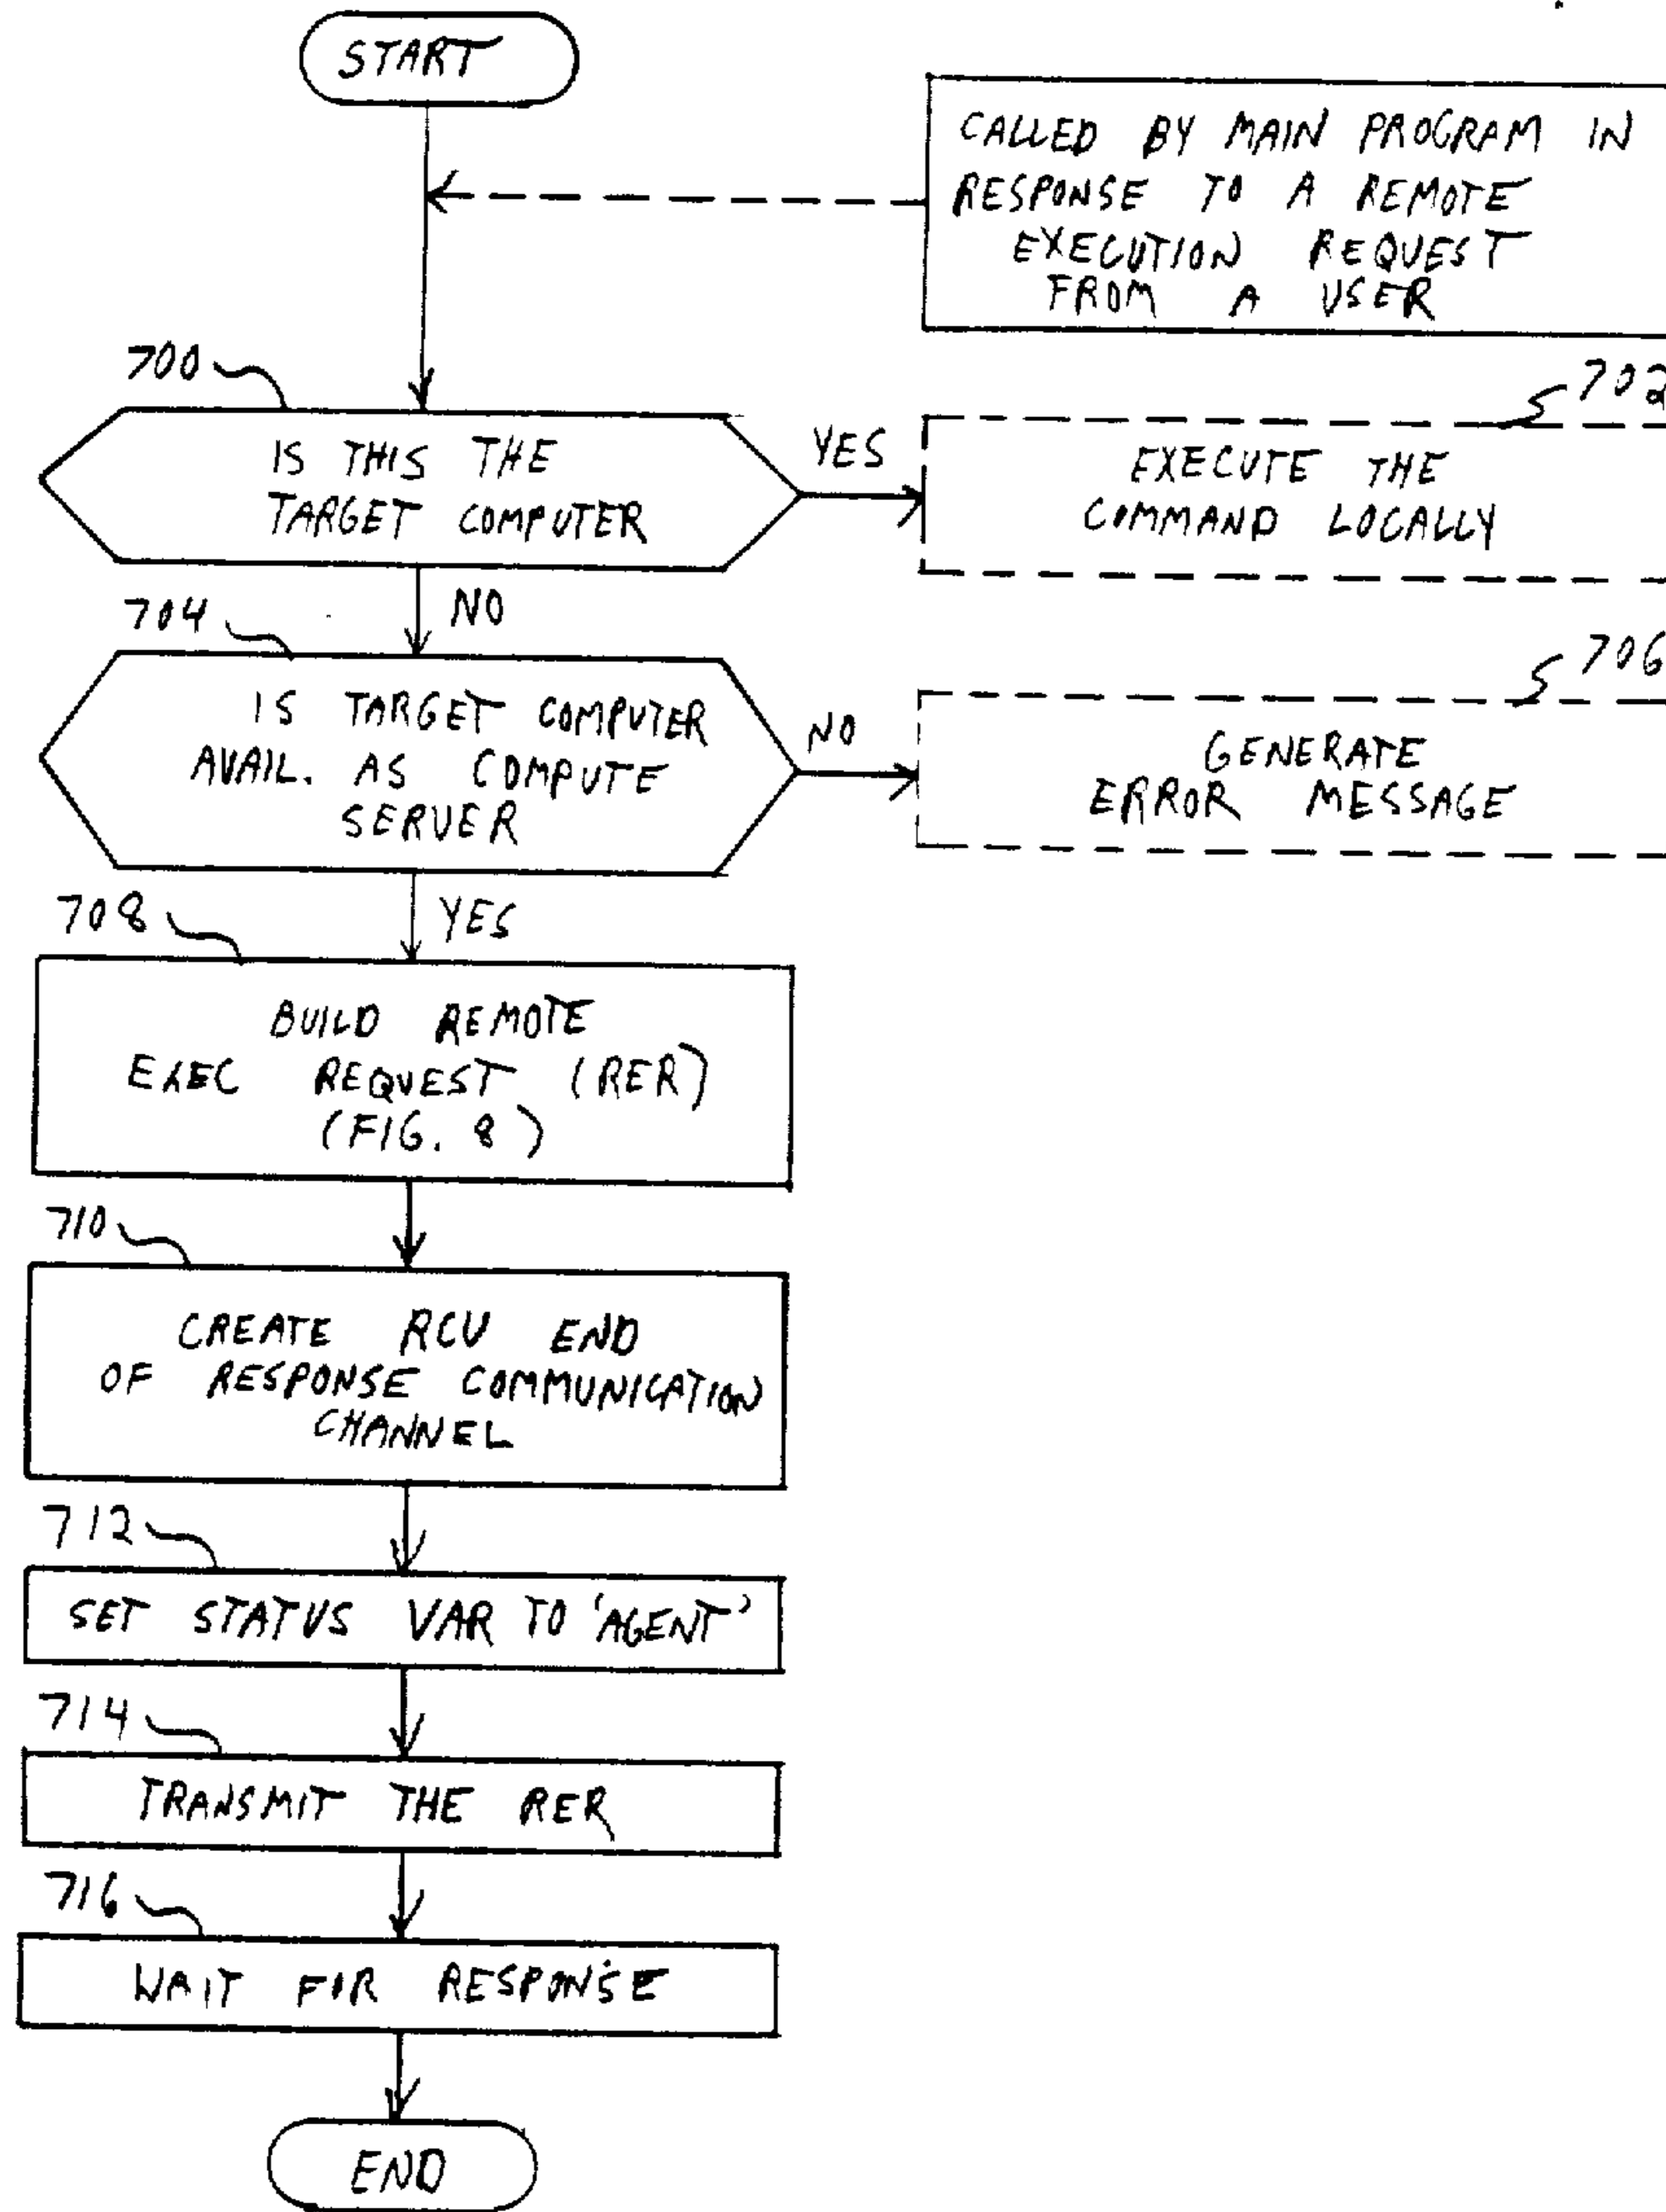 START
CALLED BY MAIN PROGRAM IN
RESPONSE TO A REMOTE
EXECUTION REQUEST
FROM A USER
700
IS THIS THE
TARGET COMPUTER
YES
702
EXECUTE THE
COMMAND LOCALLY
NO
704
IS TARGET COMPUTER
AVAIL. AS COMPUTE
SERVER
NO
706
GENERATE
ERROR MESSAGE
YES
708
BUILD REMOTE
EXEC REQUEST (RER)
(FIG. 8)
710
CREATE RCV END
OF RESPONSE COMMUNICATION
CHANNEL
712
SET STATUS VAR TO 'AGENT'
714
TRANSMIT THE RER
716
WAIT FOR RESPONSE
END